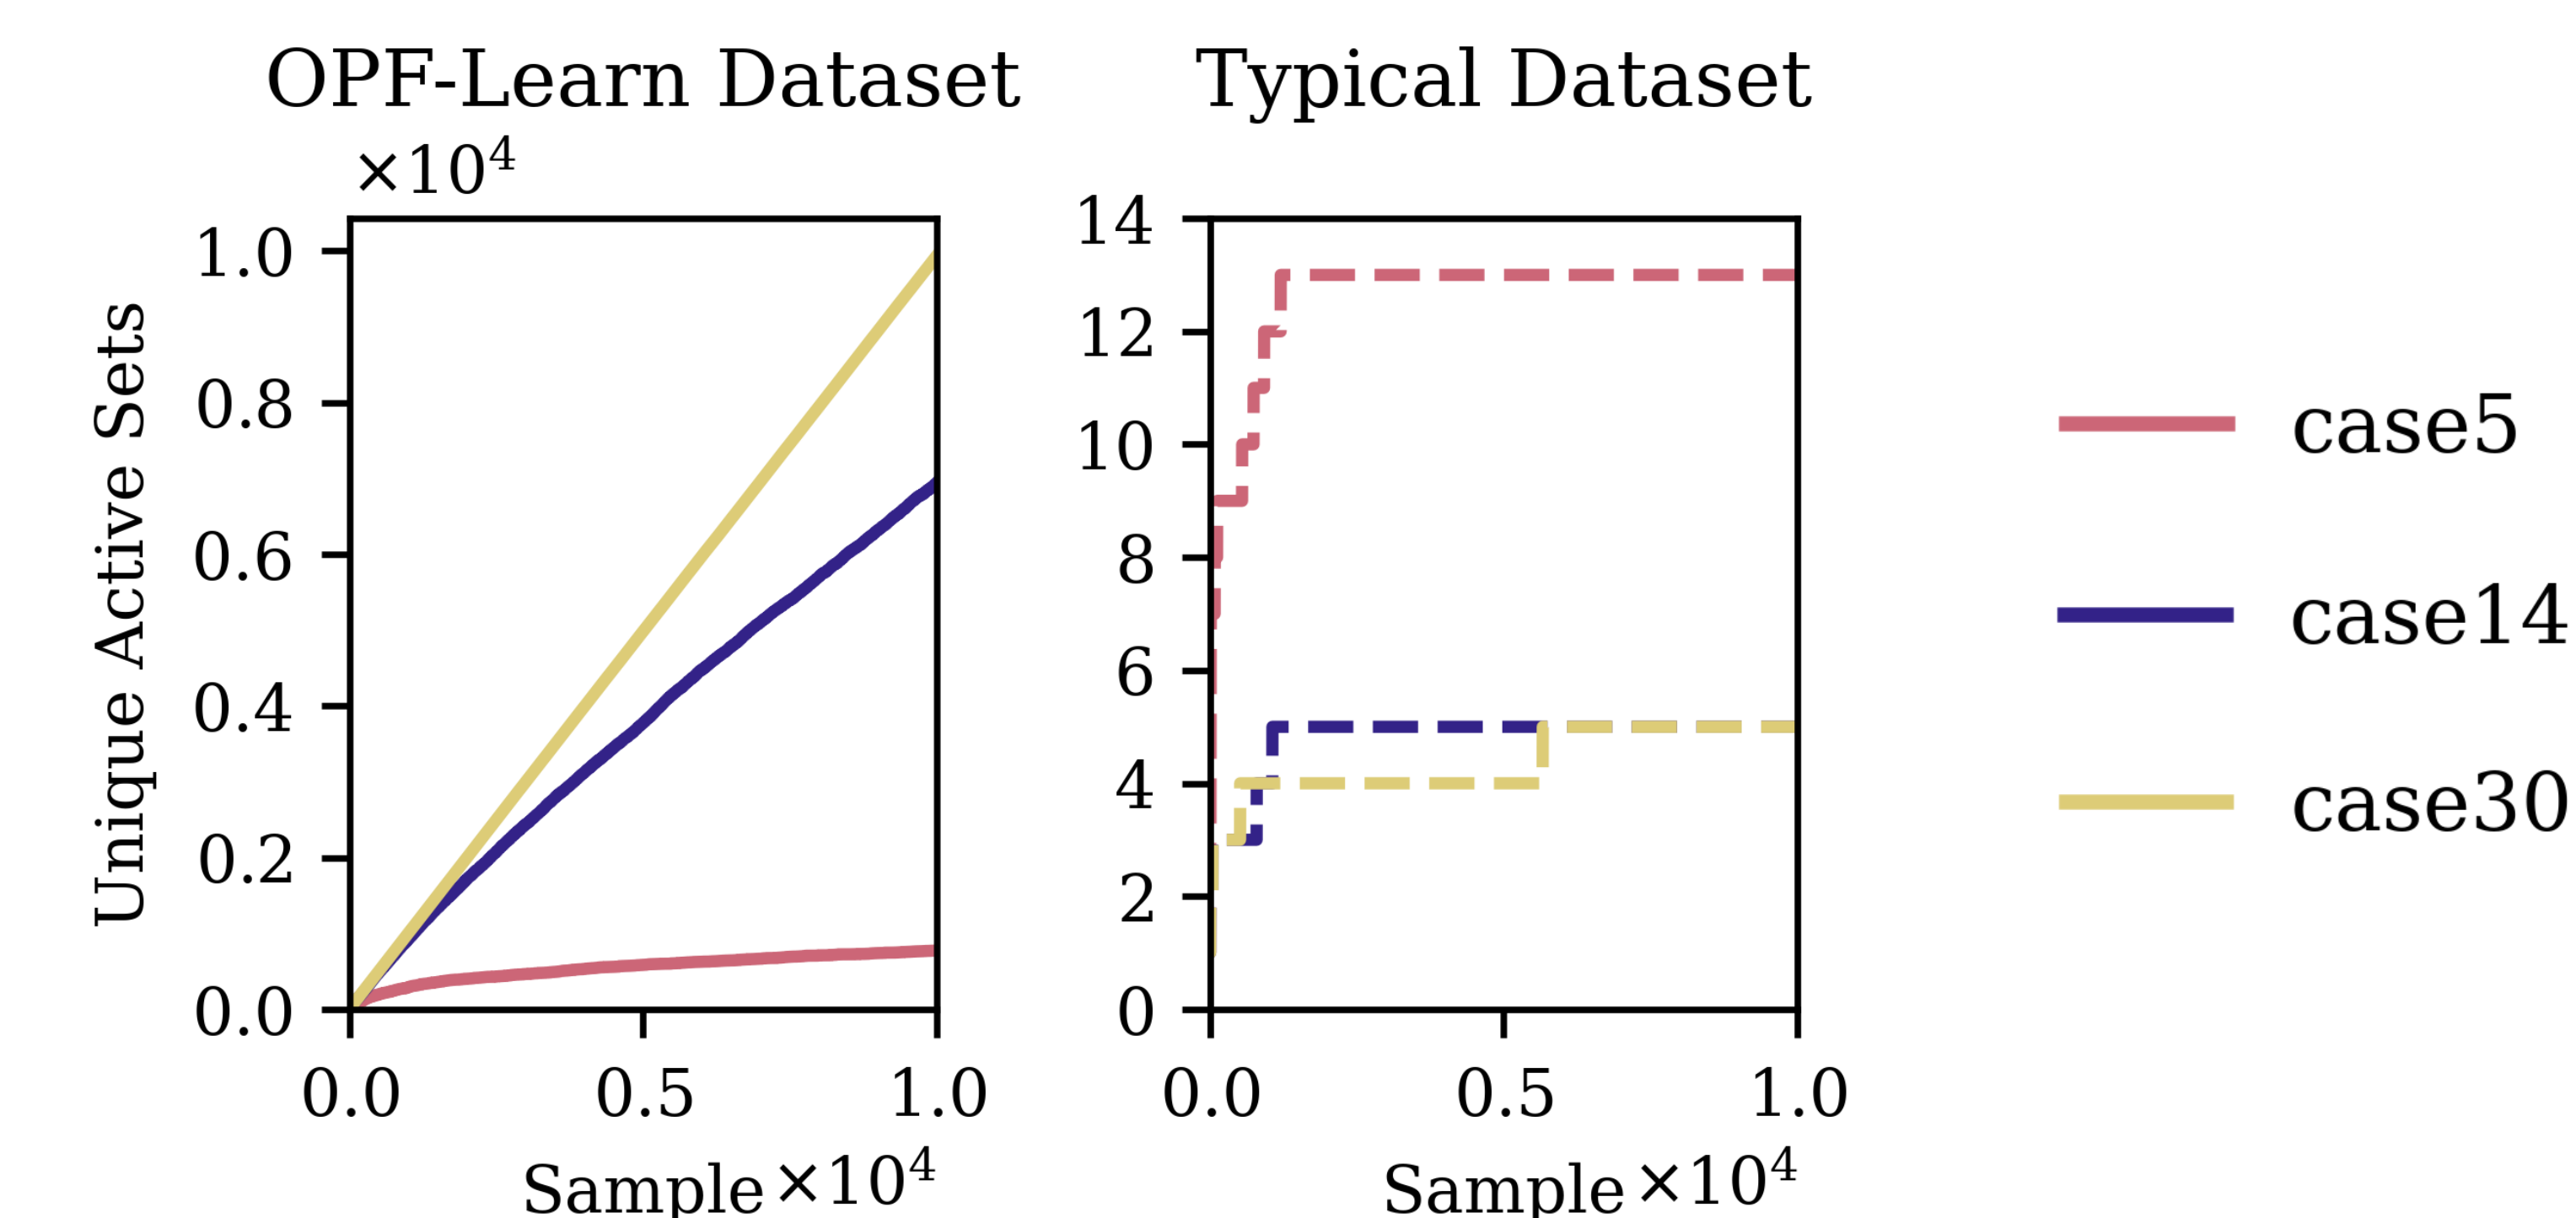 OPF-Learn Dataset
×10⁴
Unique Active Sets
1.0
0.8
0.6
0.4
0.2
0.0
0.0 0.5 1.0
Sample ×10⁴
Typical Dataset
14
12
10
8
6
4
2
0
0.0 0.5 1.0
Sample ×10⁴
case5
case14
case30